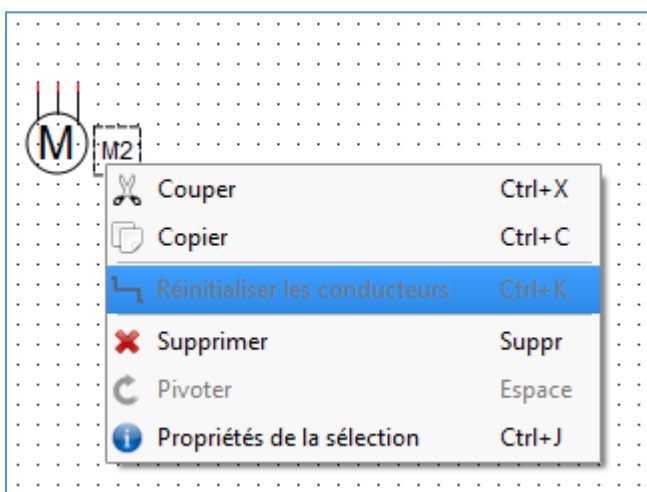 M
M2
Couper Ctrl+X
Copier Ctrl+C
Réinitialiser les conducteurs Ctrl+K
Supprimer Suppr
Pivoter Espace
Propriétés de la sélection Ctrl+J